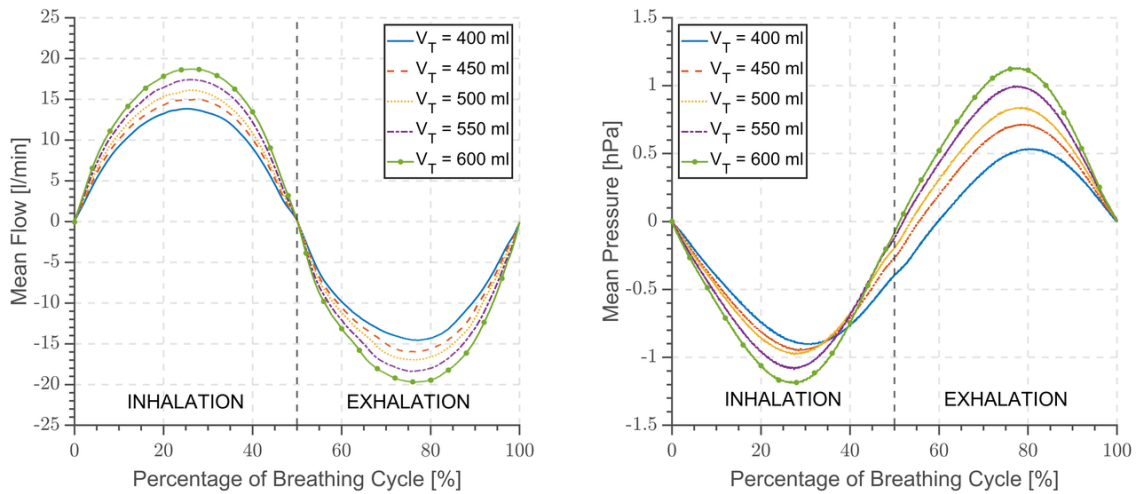 25
20
15
10
5
0
-5
-10
-15
-20
-25
Mean Flow [l/min]
V_T = 400 ml
V_T = 450 ml
V_T = 500 ml
V_T = 550 ml
V_T = 600 ml
INHALATION
EXHALATION
0 20 40 60 80 100
Percentage of Breathing Cycle [%]
1.5
1
0.5
0
-0.5
-1
-1.5
Mean Pressure [hPa]
V_T = 400 ml
V_T = 450 ml
V_T = 500 ml
V_T = 550 ml
V_T = 600 ml
INHALATION
EXHALATION
0 20 40 60 80 100
Percentage of Breathing Cycle [%]